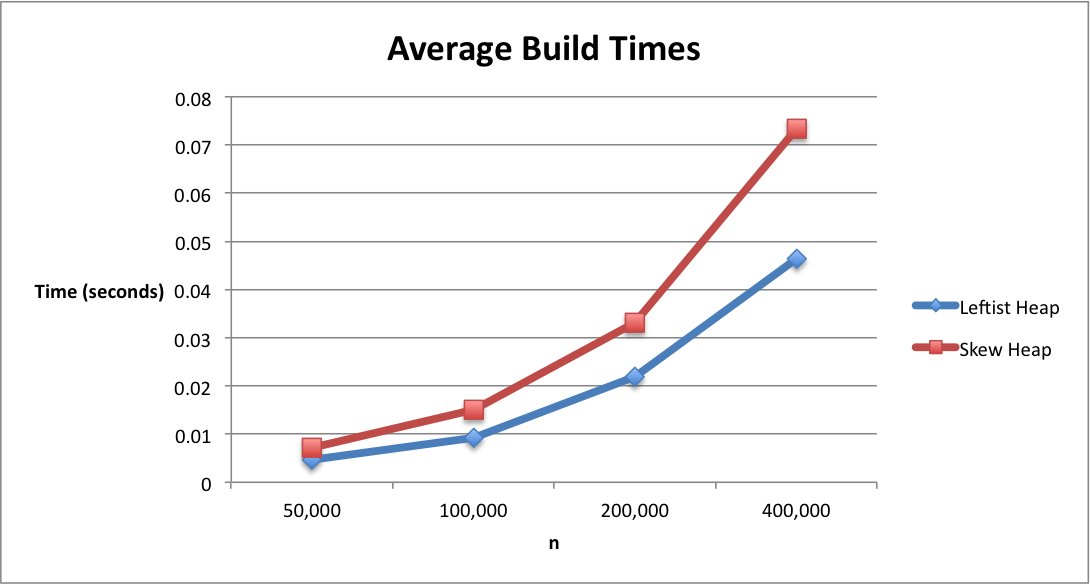 Average Build Times
0.08
0.07
0.06
0.05
Time (seconds) 0.04
0.03
0.02
0.01
0
50,000 100,000 200,000 400,000
n
Leftist Heap
Skew Heap